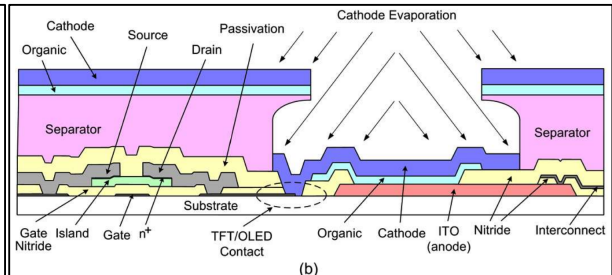 Cathode Evaporation
Cathode
Source
Passivation
Organic
Drain
Separator
Separator
Substrate
Gate
Nitride
Island
Gate
n+
TFT/OLED
Contact
Organic
Cathode
ITO
(anode)
Nitride
Interconnect
(b)